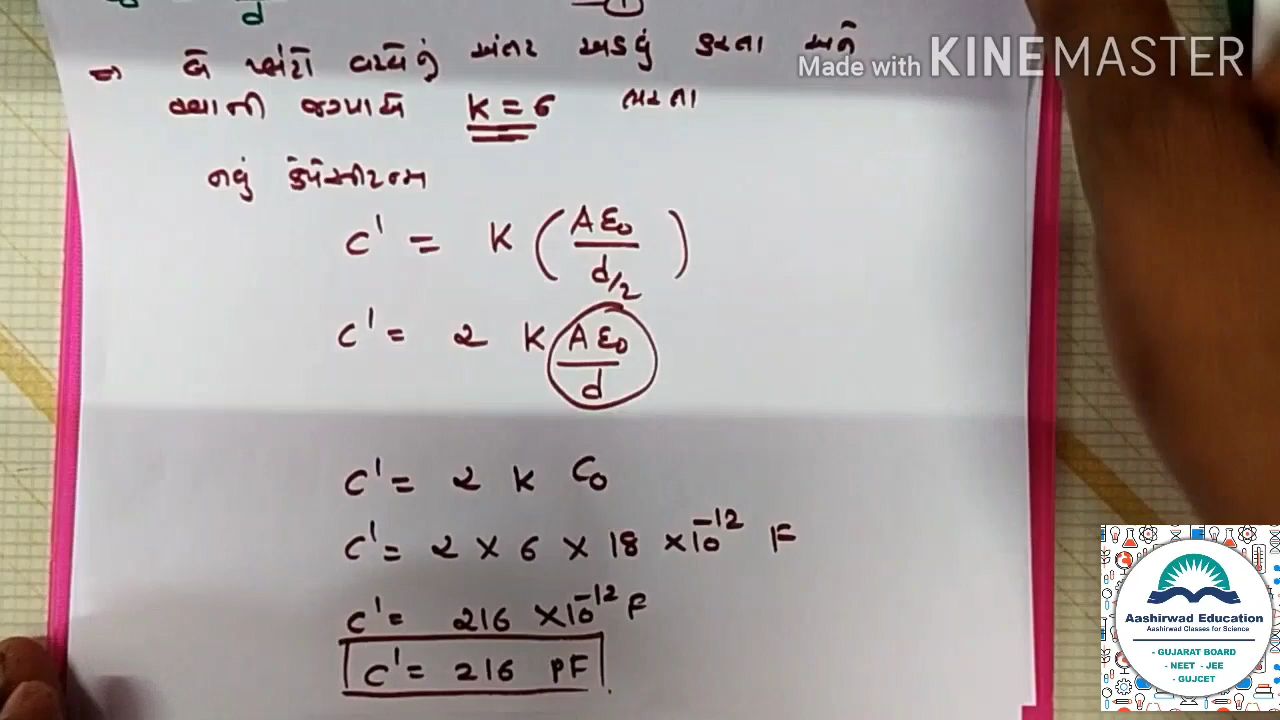 d
①
⇒ બે પ્લેટો વચ્ચેનું અંતર અડધું કરતા અને
હવાની જગ્યાએ K = 6 ભરતા
નવું કેપેસીટન્સ
C' = K ( Aε₀ / d/2 )
C' = 2 K Aε₀ / d
C' = 2 K C₀
C' = 2 × 6 × 18 × 10⁻¹² F
C' = 216 × 10⁻¹² F
C' = 216 PF
Made with KINEMASTER
Aashirwad Education
Aashirwad Classes for Science
- GUJARAT BOARD
- NEET - JEE
- GUJCET